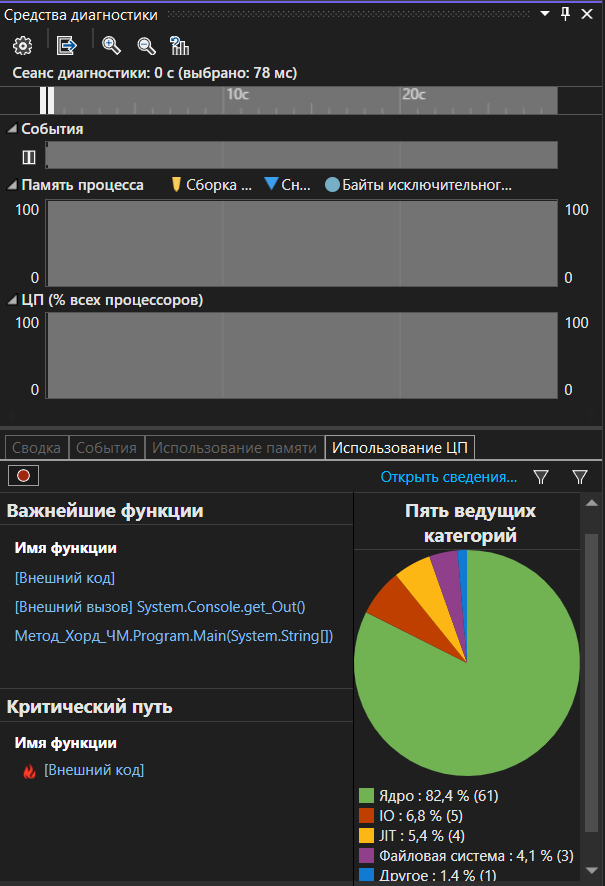 Средства диагностики
Сеанс диагностики: 0 с (выбрано: 78 мс)
10с
20с
События
Память процесса
Сборка ...
Сн...
Байты исключительног...
100
100
0
0
ЦП (% всех процессоров)
100
100
0
0
Сводка
События
Использование памяти
Использование ЦП
Открыть сведения...
Важнейшие функции
Имя функции
[Внешний код]
[Внешний вызов] System.Console.get_Out()
Метод_Хорд_ЧМ.Program.Main(System.String[])
Критический путь
Имя функции
[Внешний код]
Пять ведущих
категорий
Ядро : 82,4 % (61)
IO : 6,8 % (5)
JIT : 5,4 % (4)
Файловая система : 4,1 % (3)
Другое : 1,4 % (1)